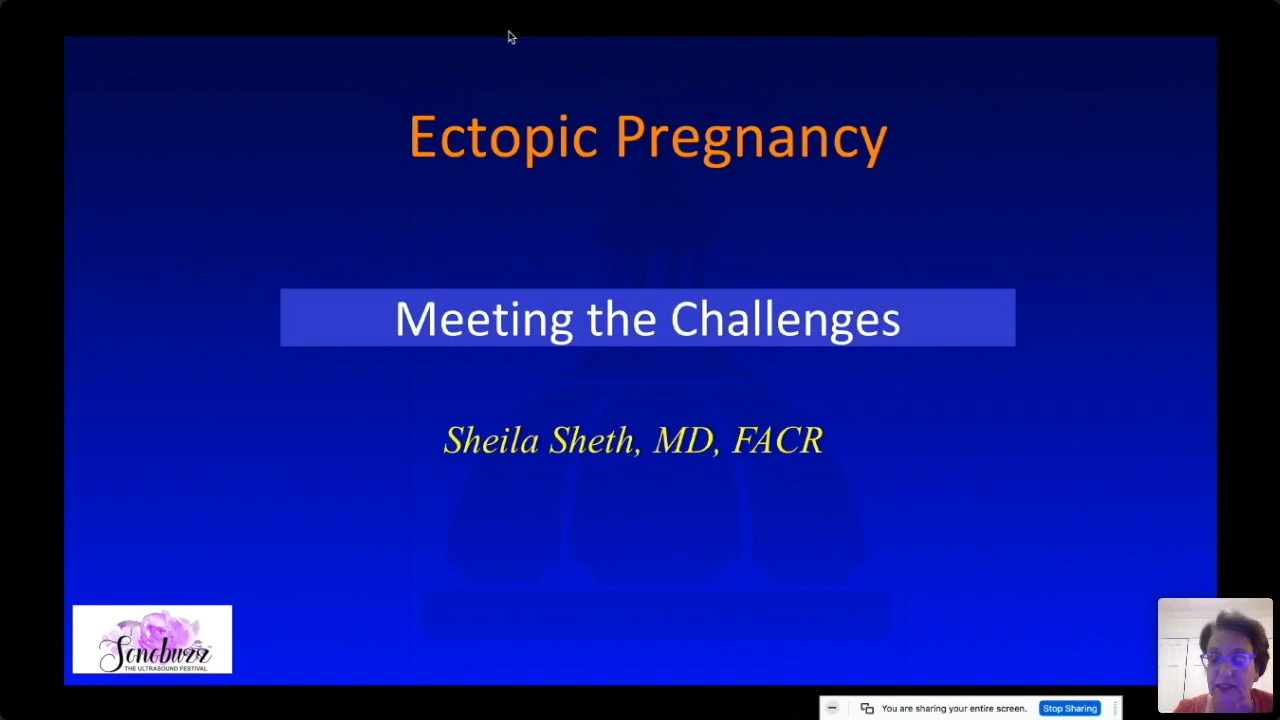 Ectopic Pregnancy
Meeting the Challenges
Sheila Sheth, MD, FACR
Sonobuzz
THE ULTRASOUND FESTIVAL
You are sharing your entire screen.
Stop Sharing